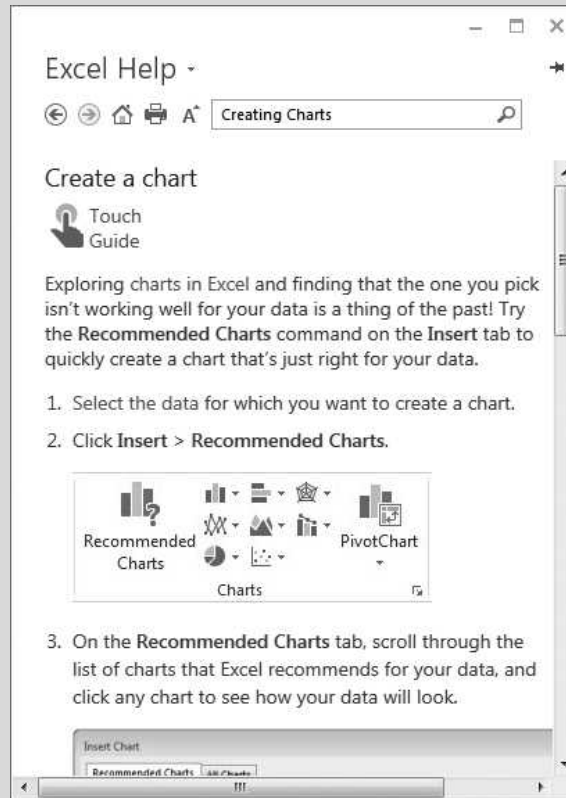 Excel Help
A
Creating Charts
Create a chart
Touch
Guide
Exploring charts in Excel and finding that the one you pick
isn't working well for your data is a thing of the past! Try
the Recommended Charts command on the Insert tab to
quickly create a chart that's just right for your data.
1. Select the data for which you want to create a chart.
2. Click Insert > Recommended Charts.
Recommended
Charts
PivotChart
Charts
3. On the Recommended Charts tab, scroll through the
list of charts that Excel recommends for your data, and
click any chart to see how your data will look.
Insert Chart
Recommended Charts All Charts